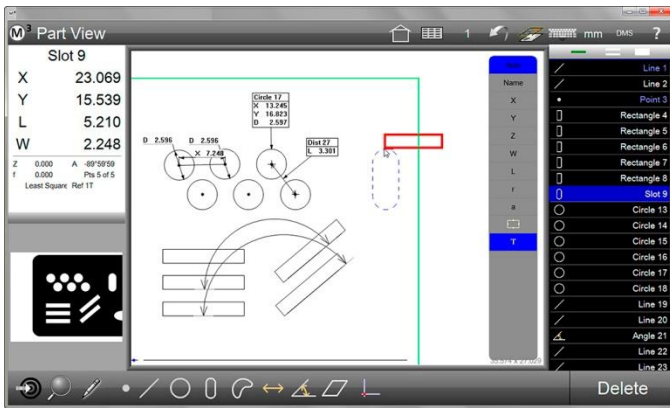 M³ Part View
1
mm
DMS
?
Slot 9
X 23.069
Y 15.539
L 5.210
W 2.248
Z 0.000 A -89°59'59
f 0.000 Pts 5 of 5
Least Square Ref 1T
Circle 17
X 13.245
Y 16.823
D 2.597
D 2.596 D 2.596
X 7.248
Dist 27
L 3.301
Name
X
Y
Z
W
L
r
a
T
Line 1
Line 2
Point 3
Rectangle 4
Rectangle 5
Rectangle 6
Rectangle 7
Rectangle 8
Slot 9
Circle 13
Circle 14
Circle 15
Circle 16
Circle 17
Circle 18
Line 19
Line 20
Angle 21
Line 22
Line 23
Delete